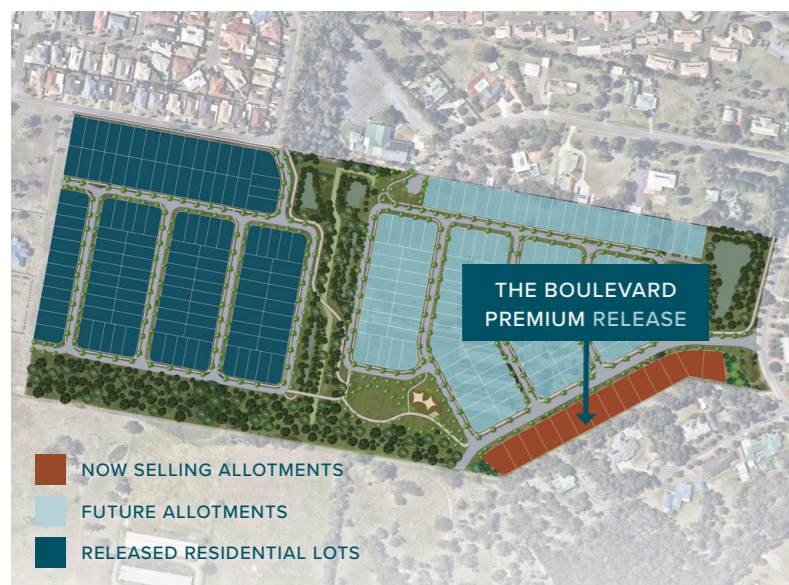 THE BOULEVARD
PREMIUM RELEASE
NOW SELLING ALLOTMENTS
FUTURE ALLOTMENTS
RELEASED RESIDENTIAL LOTS